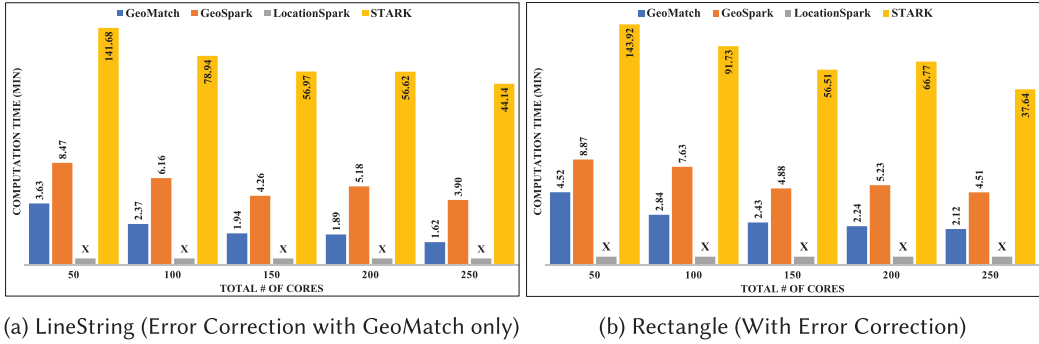 GeoMatch GeoSpark LocationSpark STARK
COMPUTATION TIME (MIN)
3.63 8.47 X 141.68
2.37 6.16 X 78.94
1.94 4.26 X 56.97
1.89 5.18 X 56.62
1.62 3.90 X 44.14
50 100 150 200 250
TOTAL # OF CORES
(a) LineString (Error Correction with GeoMatch only)
GeoMatch GeoSpark LocationSpark STARK
COMPUTATION TIME (MIN)
4.52 8.87 X 143.92
2.84 7.63 X 91.73
2.43 4.88 X 56.51
2.24 5.23 X 66.77
2.12 4.51 X 37.64
50 100 150 200 250
TOTAL # OF CORES
(b) Rectangle (With Error Correction)